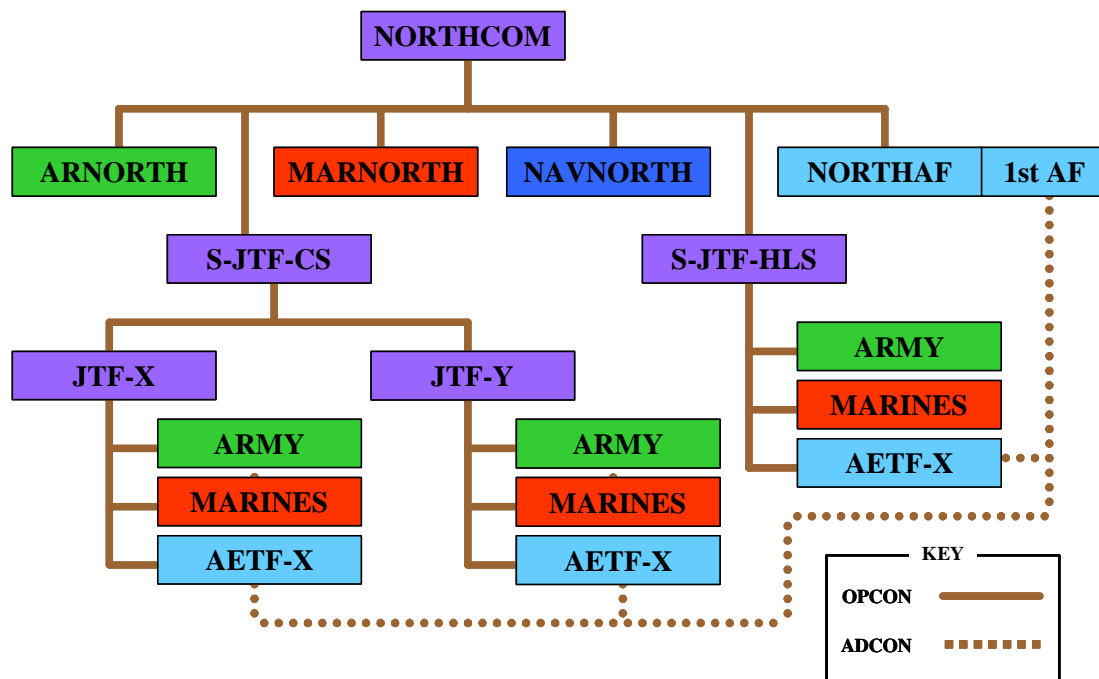 NORTHCOM
ARNORTH
MARNORTH
NAVNORTH
NORTHAF
1st AF
S-JTF-CS
S-JTF-HLS
JTF-X
JTF-Y
ARMY
MARINES
AETF-X
ARMY
MARINES
AETF-X
ARMY
MARINES
AETF-X
KEY
OPCON
ADCON